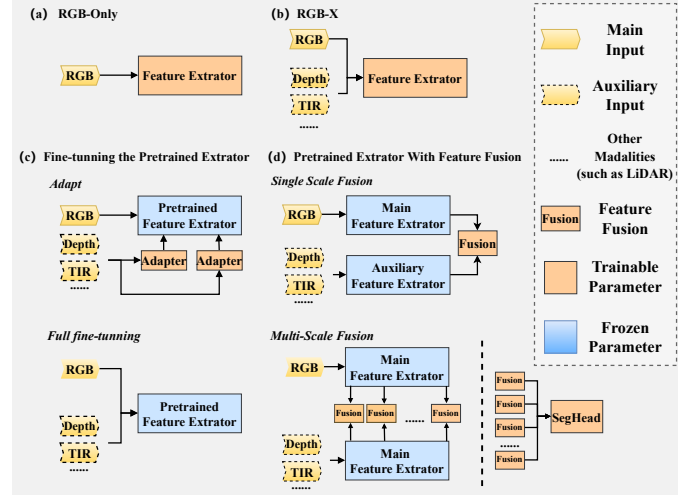 (a) RGB-Only
RGB
Feature Extrator
(b) RGB-X
RGB
Depth
TIR
......
Feature Extrator
(c) Fine-tunning the Pretrained Extrator
Adapt
RGB
Depth
TIR
......
Pretrained
Feature Extrator
Adapter
Adapter
Full fine-tunning
RGB
Depth
TIR
......
Pretrained
Feature Extrator
(d) Pretrained Extrator With Feature Fusion
Single Scale Fusion
RGB
Depth
TIR
......
Main
Feature Extrator
Auxiliary
Feature Extrator
Fusion
Multi-Scale Fusion
RGB
Main
Feature Extrator
Fusion
Fusion
......
Fusion
Depth
TIR
......
Main
Feature Extrator
Fusion
Fusion
Fusion
......
Fusion
SegHead
Main
Input
Auxiliary
Input
......
Other
Madalities
(such as LiDAR)
Fusion
Feature
Fusion
Trainable
Parameter
Frozen
Parameter